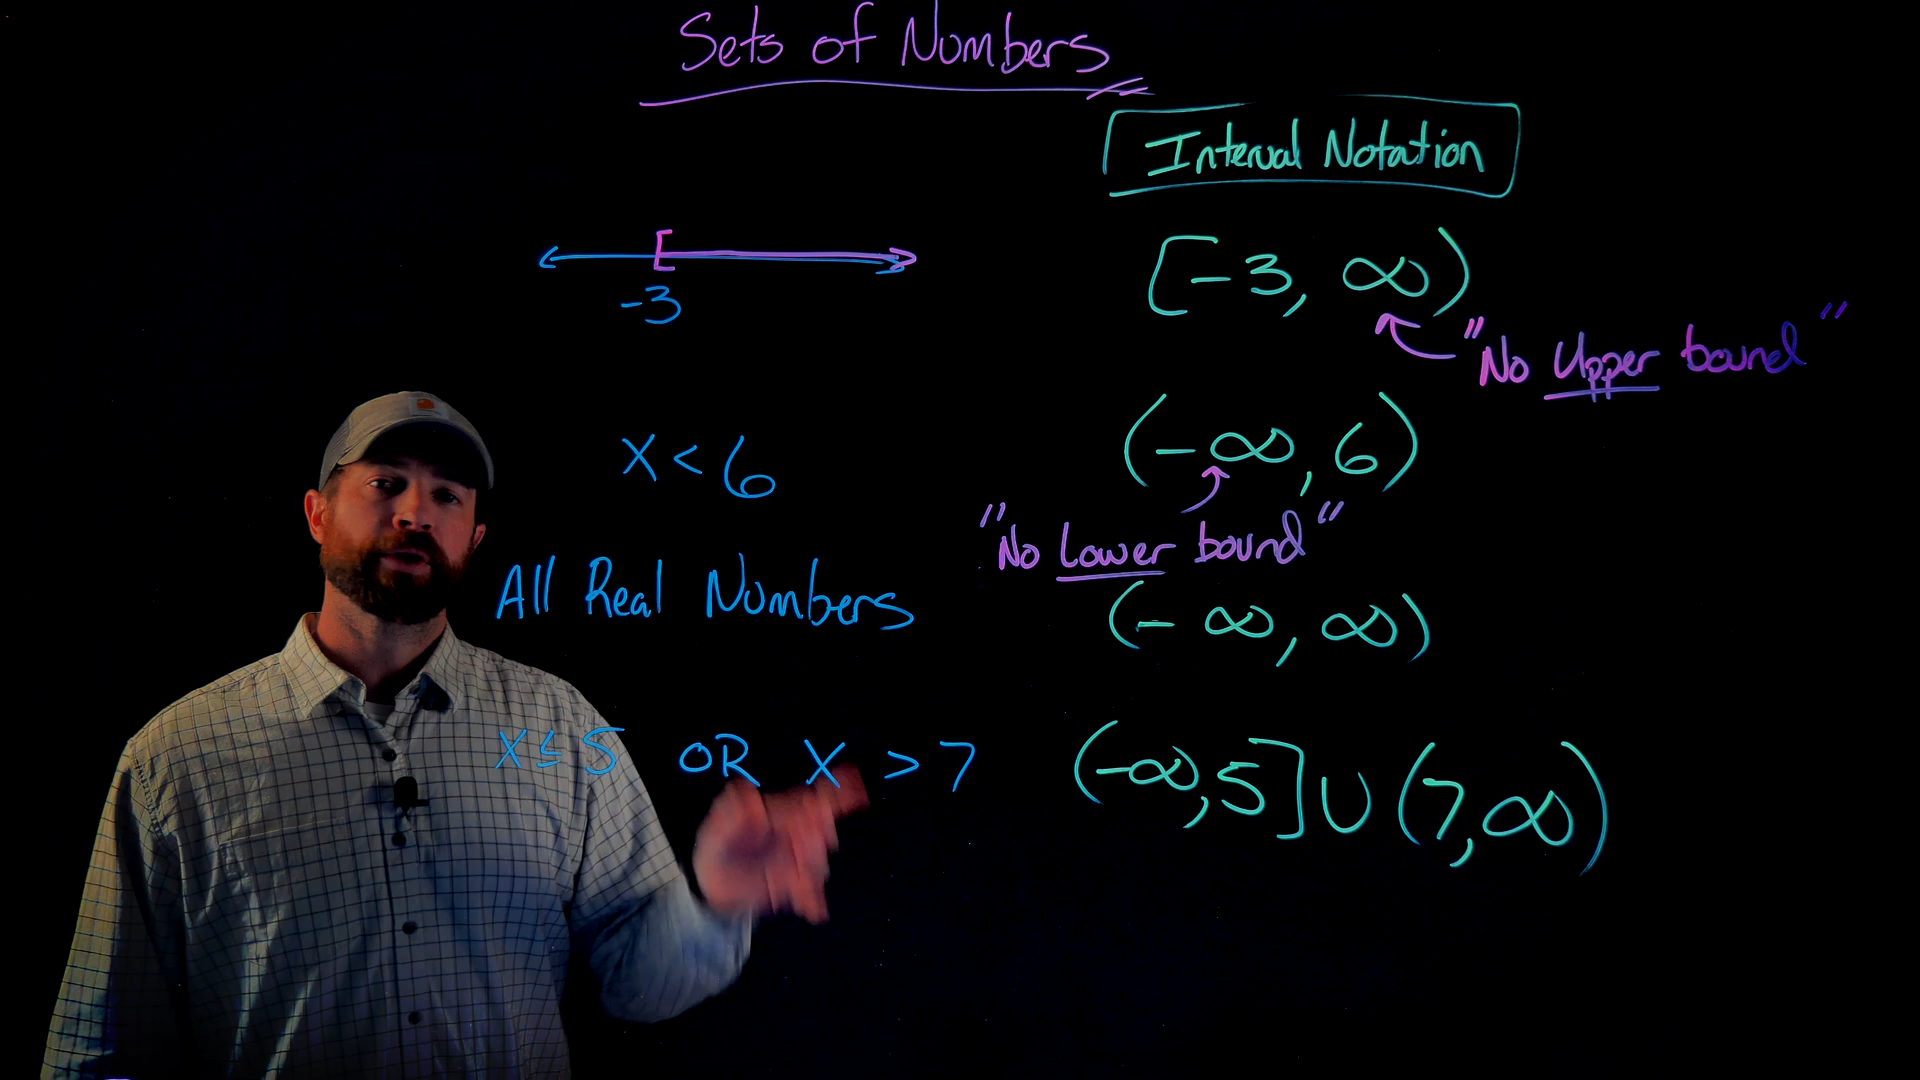 Sets of Numbers
Interval Notation
-3
[-3, ∞)
"No Upper bound"
x < 6
(-∞, 6)
"No Lower bound"
All Real Numbers
(-∞, ∞)
x ≤ 5 OR x > 7
(-∞, 5] ∪ (7, ∞)